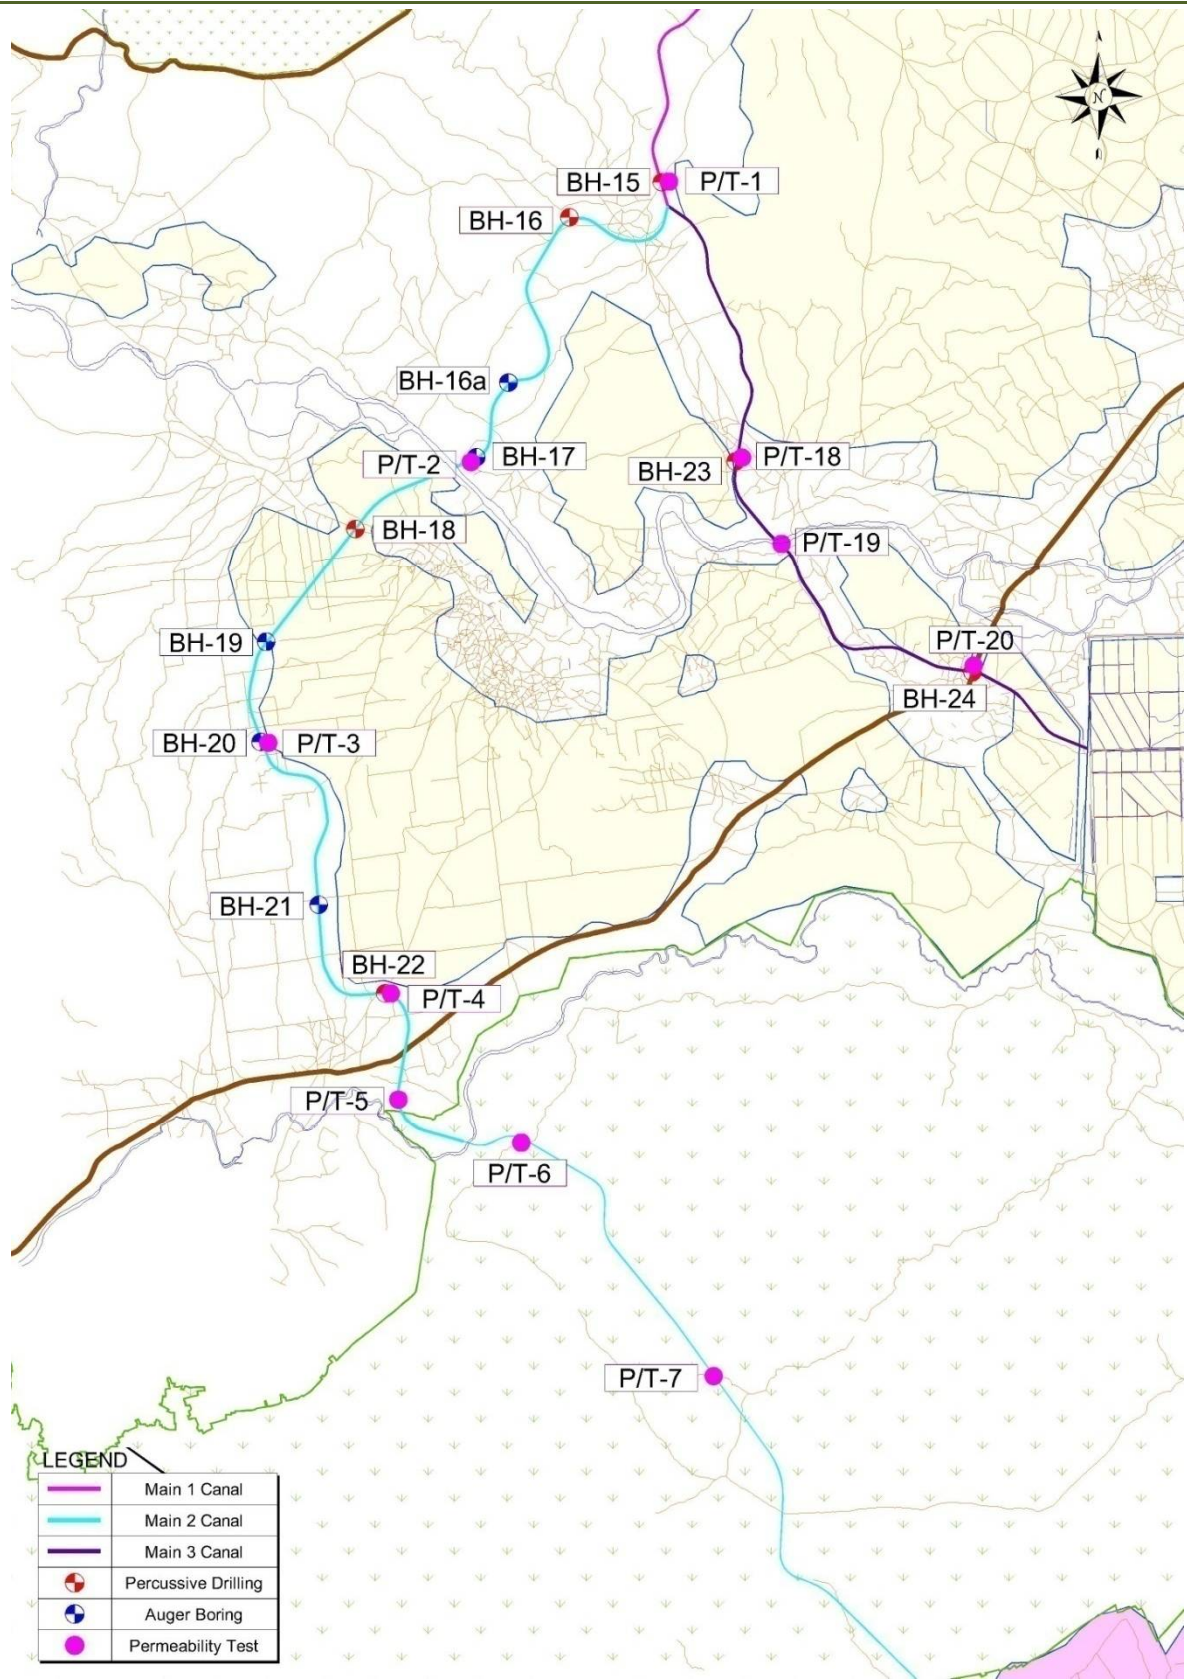 N
BH-15
P/T-1
BH-16
BH-16a
P/T-2
BH-17
BH-23
P/T-18
BH-18
P/T-19
BH-19
P/T-20
BH-24
BH-20
P/T-3
BH-21
BH-22
P/T-4
P/T-5
P/T-6
P/T-7
LEGEND
Main 1 Canal
Main 2 Canal
Main 3 Canal
Percussive Drilling
Auger Boring
Permeability Test